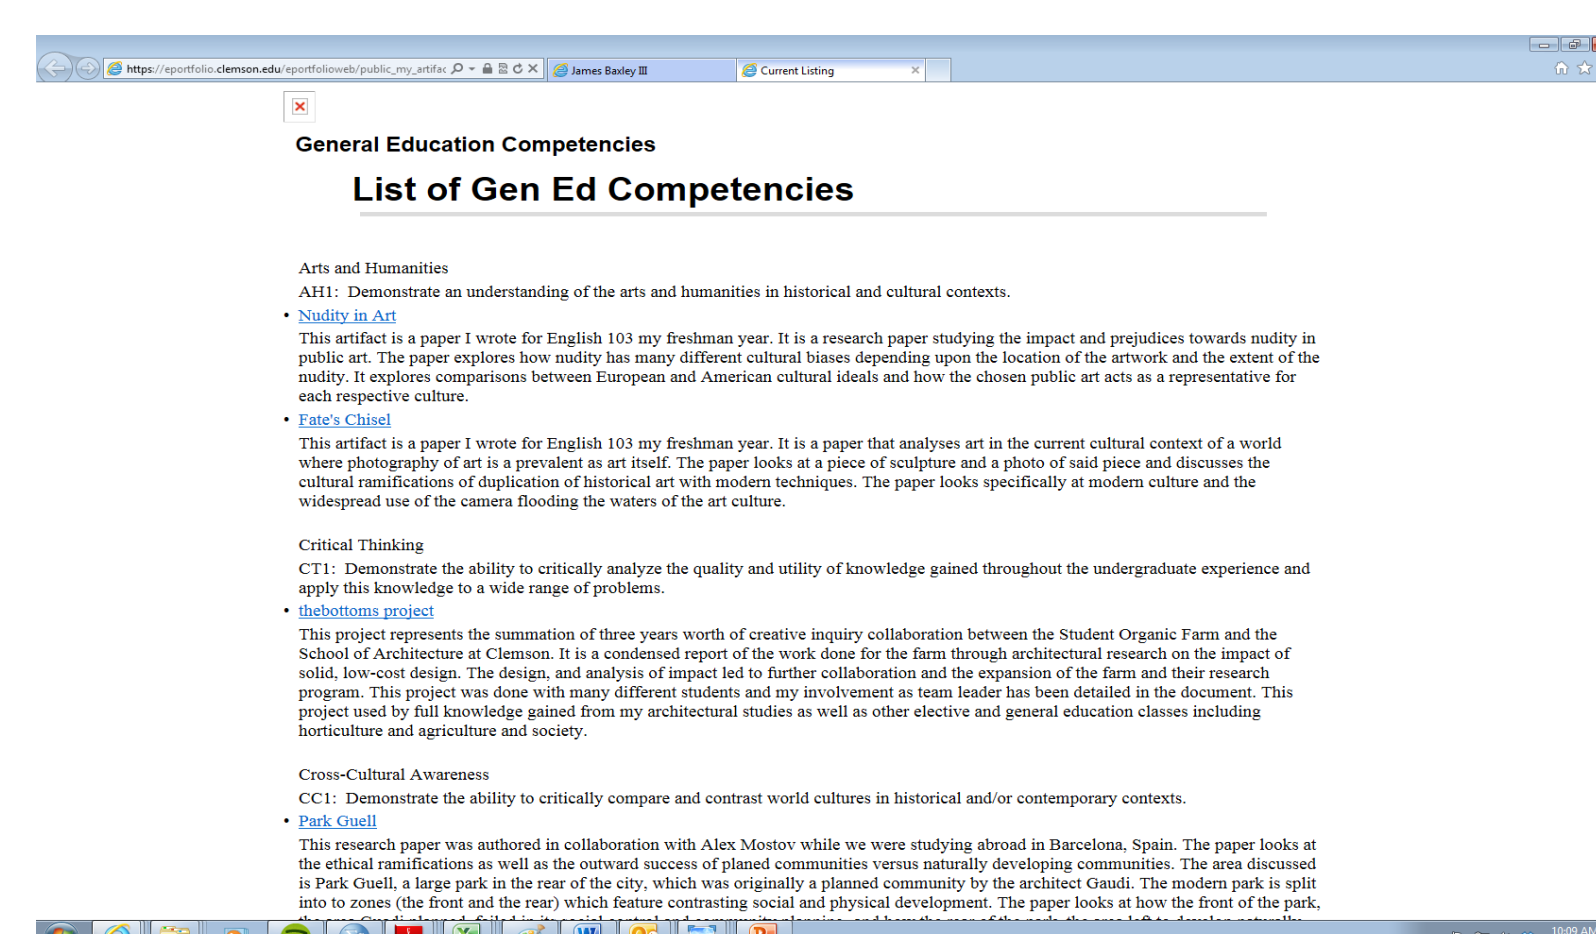 https://eportfolio.clemson.edu/eportfolioweb/public_my_artifac
James Baxley III
Current Listing
General Education Competencies
List of Gen Ed Competencies
Arts and Humanities
AH1: Demonstrate an understanding of the arts and humanities in historical and cultural contexts.
• Nudity in Art
This artifact is a paper I wrote for English 103 my freshman year. It is a research paper studying the impact and prejudices towards nudity in
public art. The paper explores how nudity has many different cultural biases depending upon the location of the artwork and the extent of the
nudity. It explores comparisons between European and American cultural ideals and how the chosen public art acts as a representative for
each respective culture.
• Fate's Chisel
This artifact is a paper I wrote for English 103 my freshman year. It is a paper that analyses art in the current cultural context of a world
where photography of art is a prevalent as art itself. The paper looks at a piece of sculpture and a photo of said piece and discusses the
cultural ramifications of duplication of historical art with modern techniques. The paper looks specifically at modern culture and the
widespread use of the camera flooding the waters of the art culture.
Critical Thinking
CT1: Demonstrate the ability to critically analyze the quality and utility of knowledge gained throughout the undergraduate experience and
apply this knowledge to a wide range of problems.
• thebottoms project
This project represents the summation of three years worth of creative inquiry collaboration between the Student Organic Farm and the
School of Architecture at Clemson. It is a condensed report of the work done for the farm through architectural research on the impact of
solid, low-cost design. The design, and analysis of impact led to further collaboration and the expansion of the farm and their research
program. This project was done with many different students and my involvement as team leader has been detailed in the document. This
project used by full knowledge gained from my architectural studies as well as other elective and general education classes including
horticulture and agriculture and society.
Cross-Cultural Awareness
CC1: Demonstrate the ability to critically compare and contrast world cultures in historical and/or contemporary contexts.
• Park Guell
This research paper was authored in collaboration with Alex Mostov while we were studying abroad in Barcelona, Spain. The paper looks at
the ethical ramifications as well as the outward success of planed communities versus naturally developing communities. The area discussed
is Park Guell, a large park in the rear of the city, which was originally a planned community by the architect Gaudi. The modern park is split
into to zones (the front and the rear) which feature contrasting social and physical development. The paper looks at how the front of the park,
10:09 AM